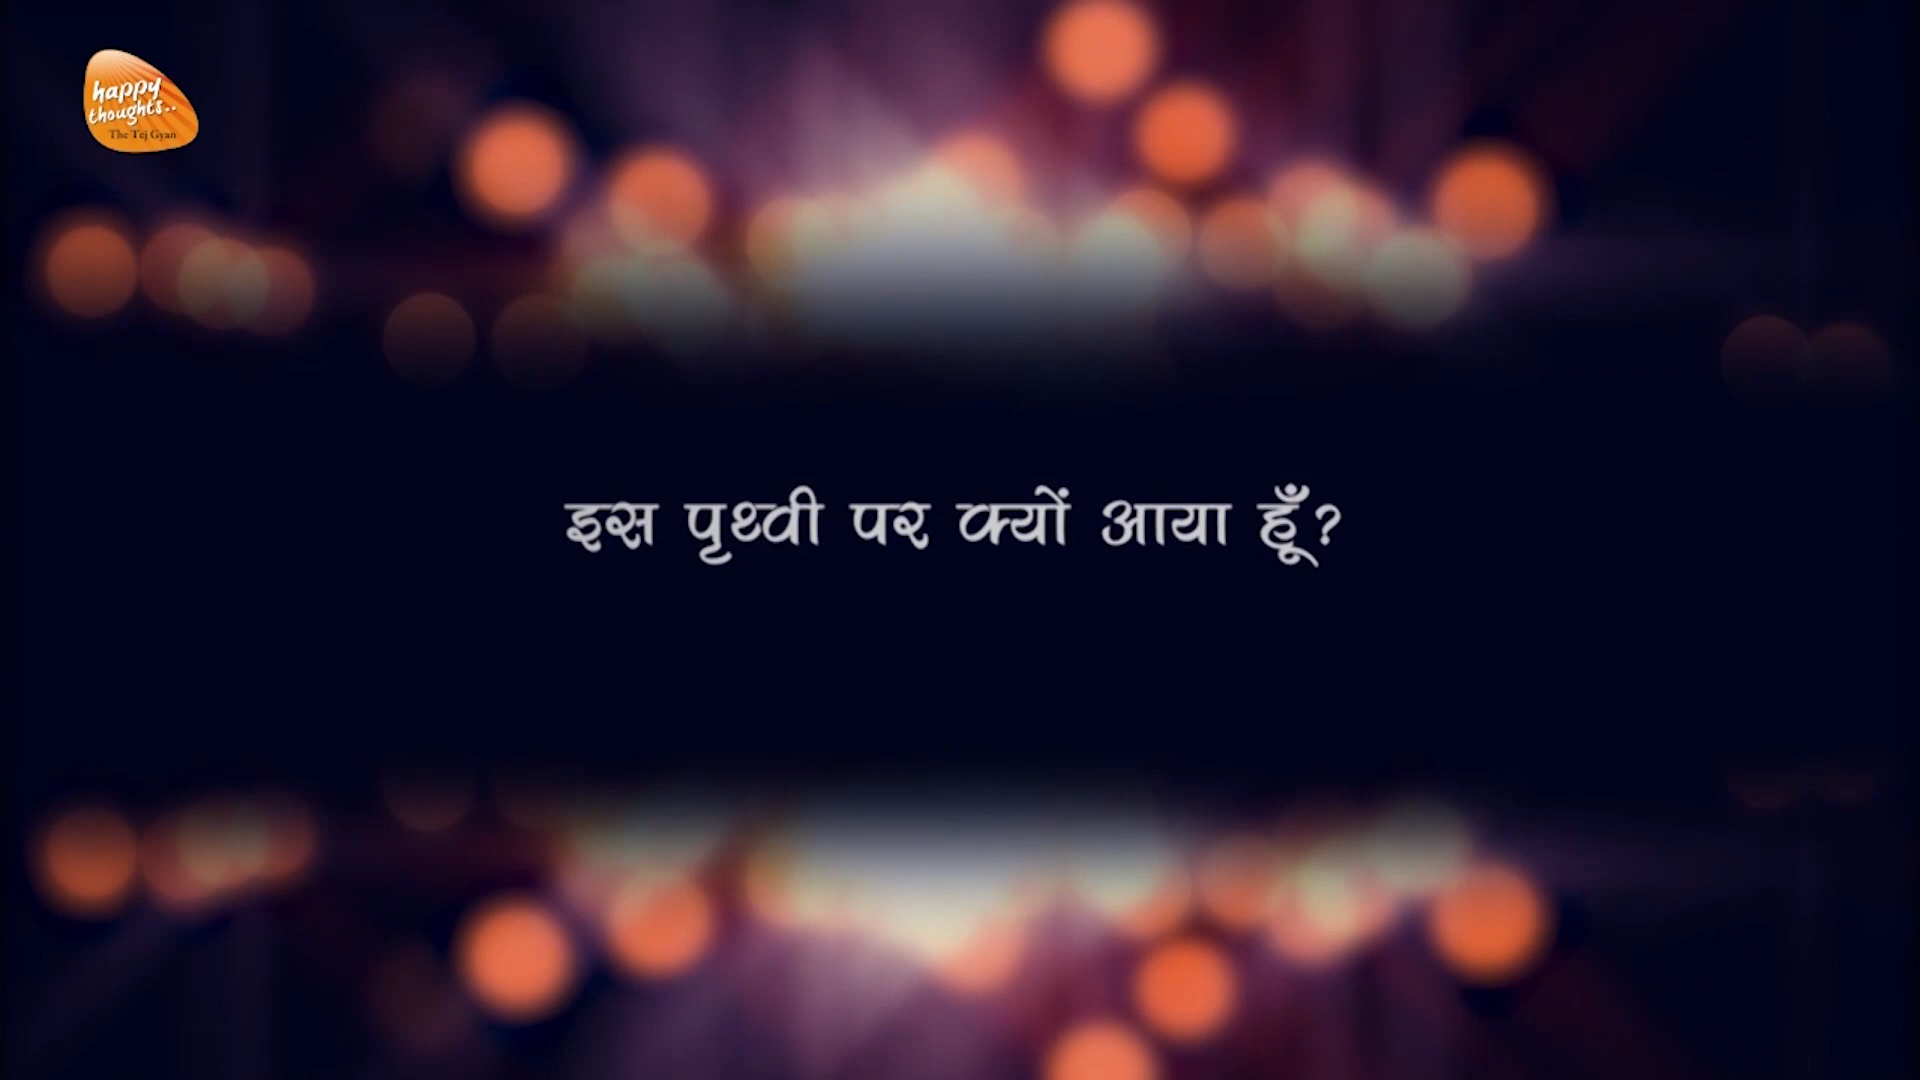 happy
thoughts..
The Tej Gyan
इस पृथ्वी पर क्यों आया हूँ?